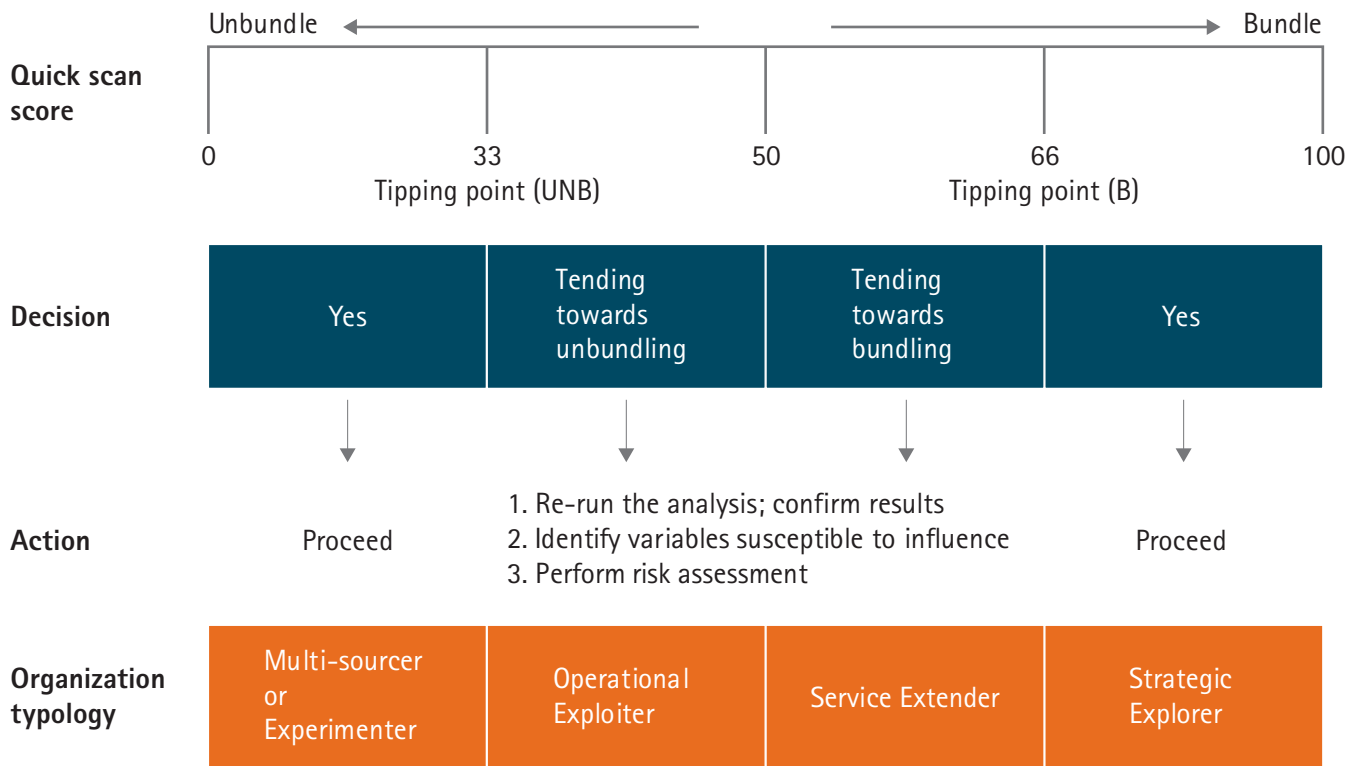 Unbundle
Bundle
Quick scan
score
0
33
50
66
100
Tipping point (UNB)
Tipping point (B)
Decision
Yes
Tending
towards
unbundling
Tending
towards
bundling
Yes
Action
Proceed
1. Re-run the analysis; confirm results
2. Identify variables susceptible to influence
3. Perform risk assessment
Proceed
Organization
typology
Multi-sourcer
or
Experimenter
Operational
Exploiter
Service Extender
Strategic
Explorer